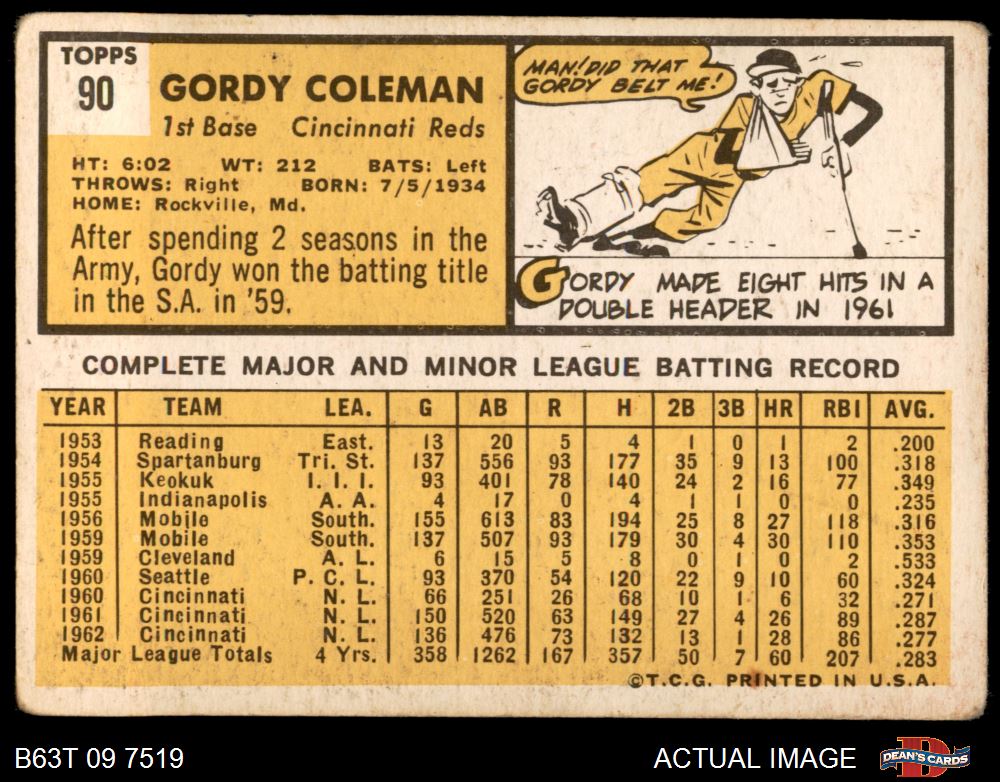 TOPPS
90
GORDY COLEMAN
1st Base Cincinnati Reds
HT: 6:02 WT: 212 BATS: Left
THROWS: Right BORN: 7/5/1934
HOME: Rockville, Md.
After spending 2 seasons in the
Army, Gordy won the batting title
in the S.A. in '59.
MAN! DID THAT
GORDY BELT ME!
GORDY MADE EIGHT HITS IN A
DOUBLE HEADER IN 1961
COMPLETE MAJOR AND MINOR LEAGUE BATTING RECORD
YEAR TEAM LEA. G AB R H 2B 3B HR RBI AVG.
1953 Reading East. 13 20 5 4 1 0 1 2 .200
1954 Spartanburg Tri. St. 137 556 93 177 35 9 13 100 .318
1955 Keokuk I. I. I. 93 401 78 140 24 2 16 77 .349
1955 Indianapolis A. A. 4 17 0 4 1 1 0 0 .235
1956 Mobile South. 155 613 83 194 25 8 27 118 .316
1959 Mobile South. 137 507 93 179 30 4 30 110 .353
1959 Cleveland A. L. 6 15 5 8 0 1 0 2 .533
1960 Seattle P. C. L. 93 370 54 120 22 9 10 60 .324
1960 Cincinnati N. L. 66 251 26 68 10 1 6 32 .271
1961 Cincinnati N. L. 150 520 63 149 27 4 26 89 .287
1962 Cincinnati N. L. 136 476 73 132 13 1 28 86 .277
Major League Totals 4 Yrs. 358 1262 167 357 50 7 60 207 .283
©T.C.G. PRINTED IN U.S.A.
B63T 09 7519
ACTUAL IMAGE
DEAN'S CARDS